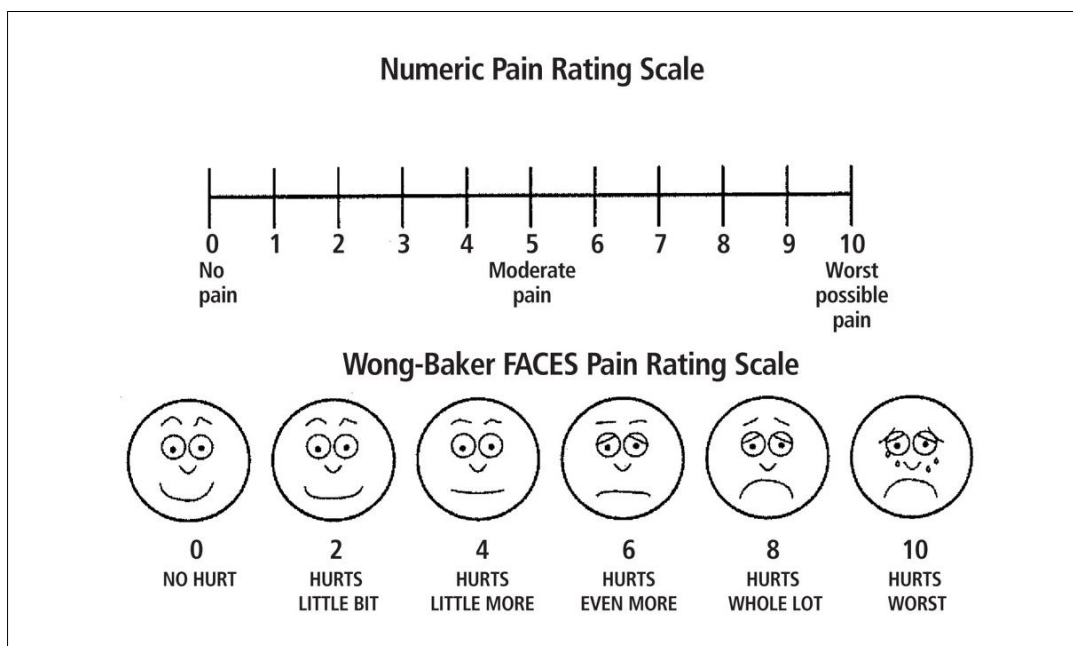 Numeric Pain Rating Scale
0 1 2 3 4 5 6 7 8 9 10
No pain
Moderate pain
Worst possible pain
Wong-Baker FACES Pain Rating Scale
0 2 4 6 8 10
NO HURT
HURTS LITTLE BIT
HURTS LITTLE MORE
HURTS EVEN MORE
HURTS WHOLE LOT
HURTS WORST